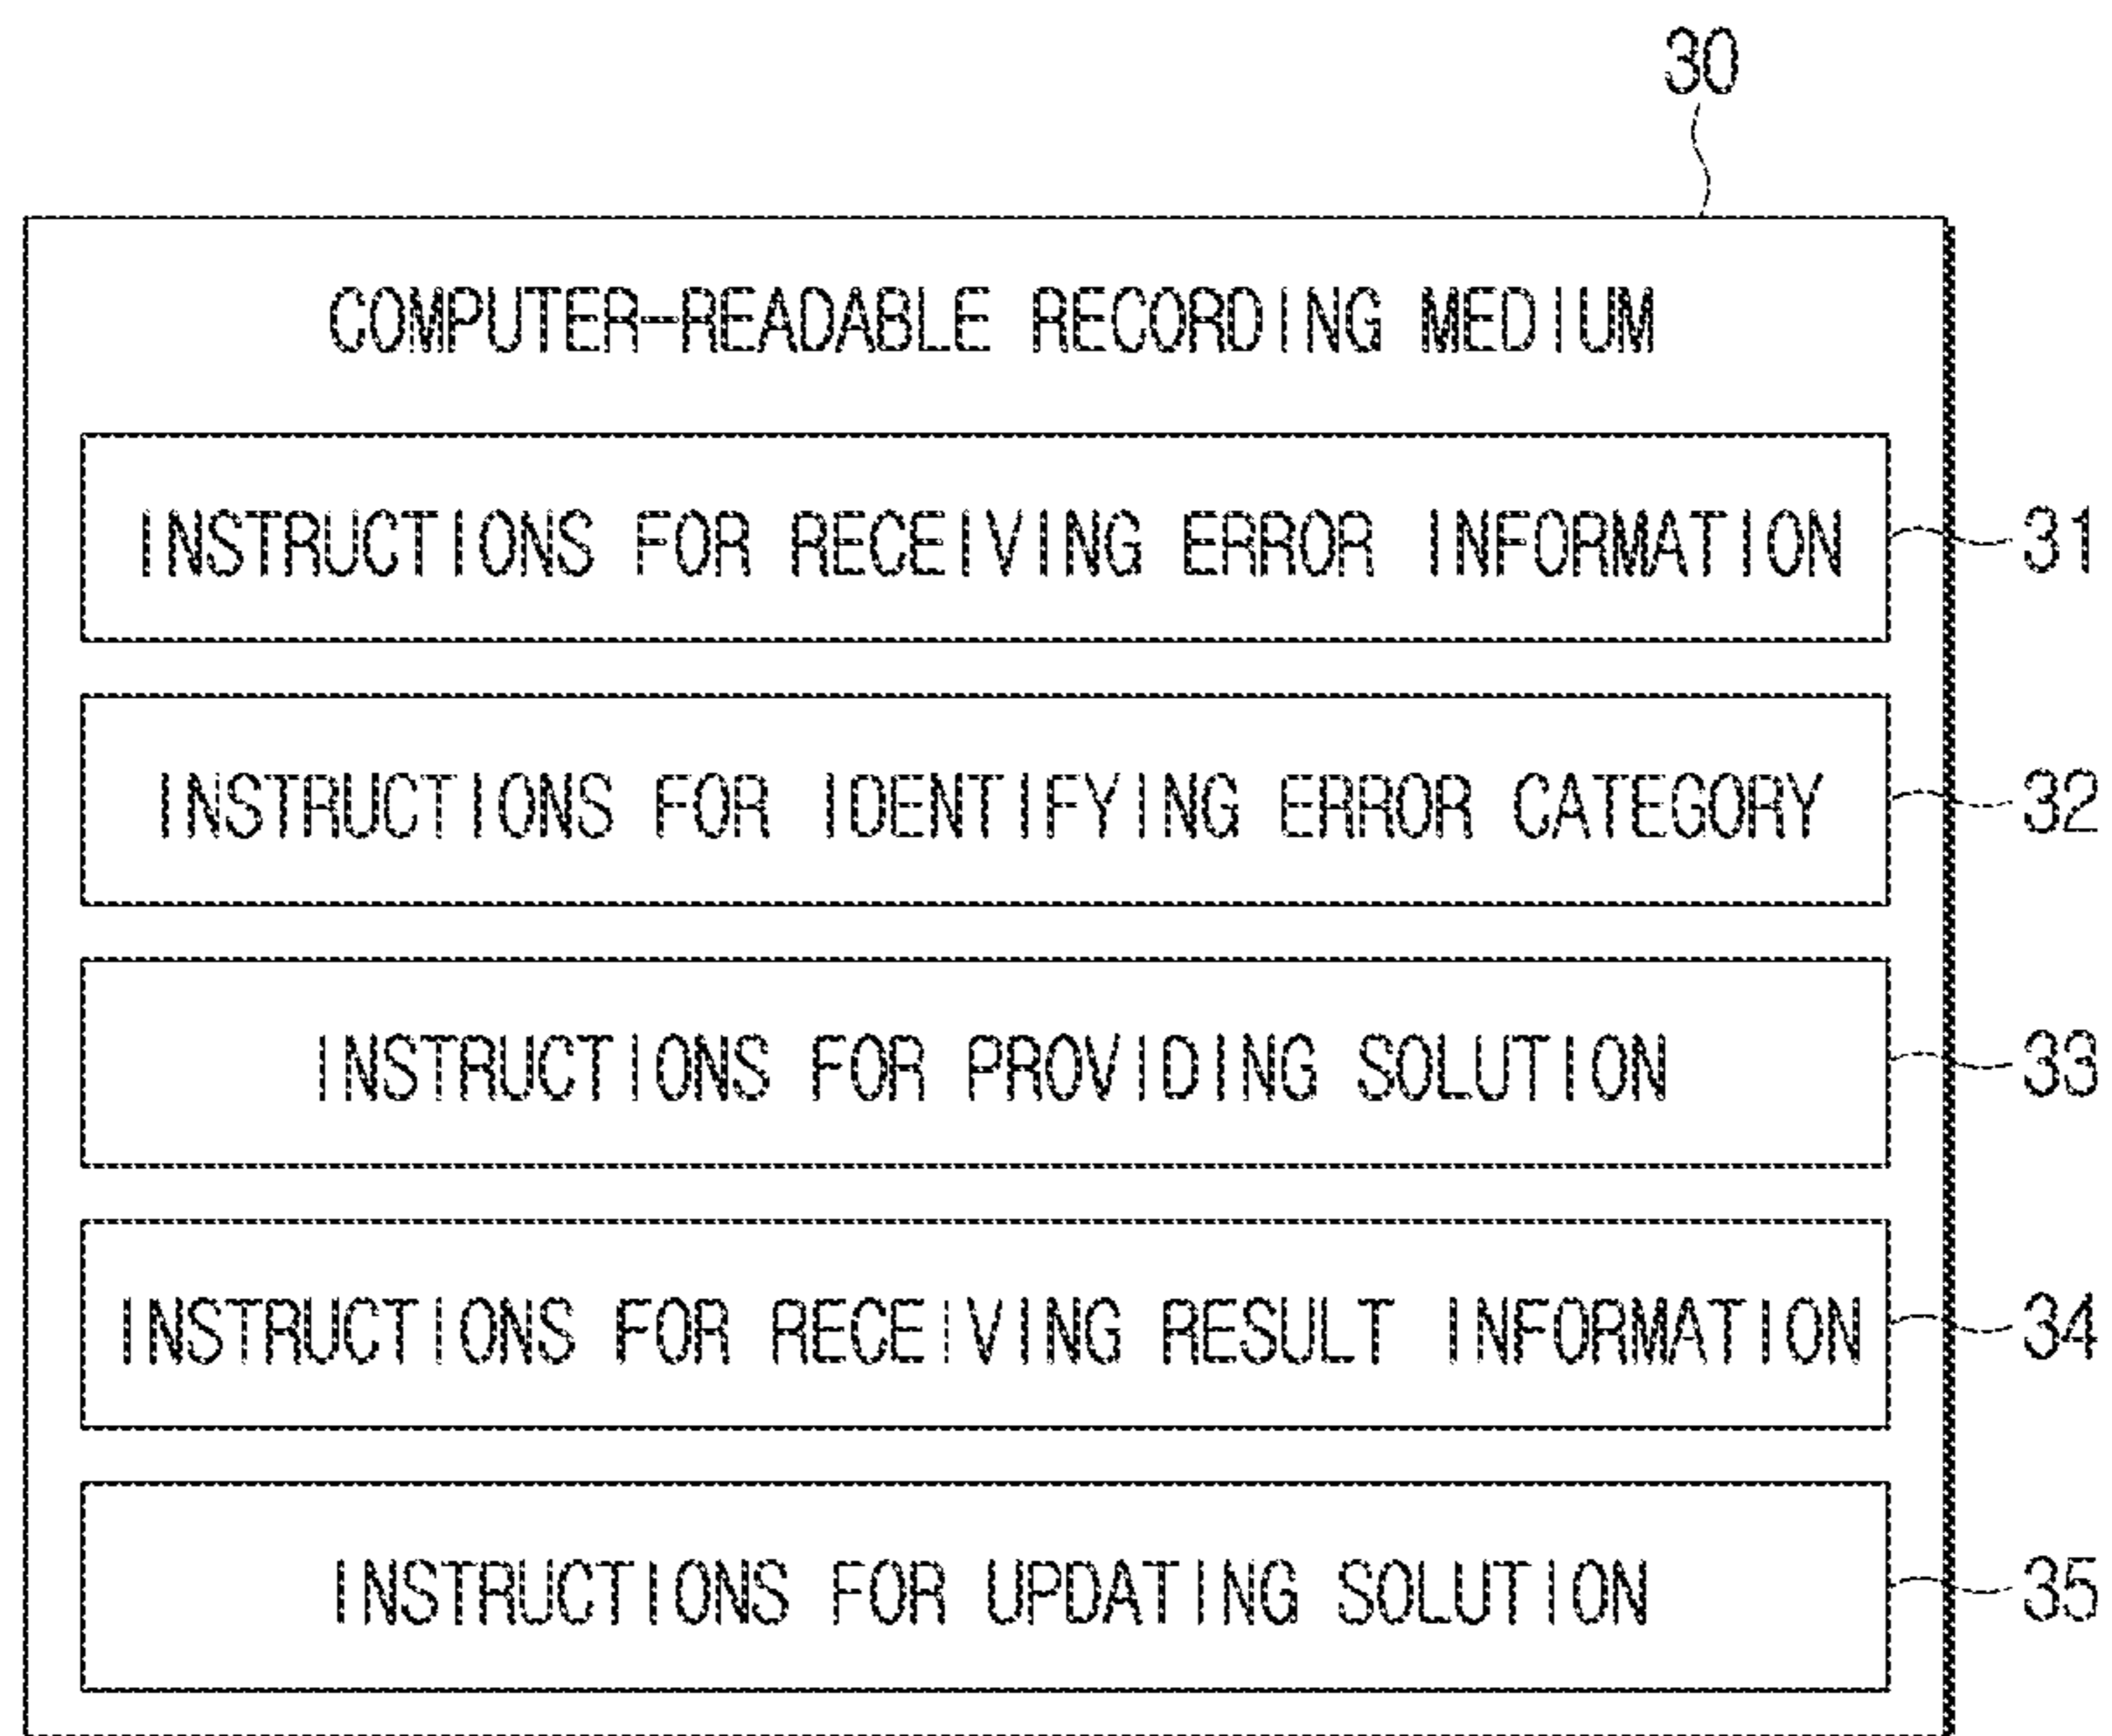 30
COMPUTER-READABLE RECORDING MEDIUM
INSTRUCTIONS FOR RECEIVING ERROR INFORMATION 31
INSTRUCTIONS FOR IDENTIFYING ERROR CATEGORY 32
INSTRUCTIONS FOR PROVIDING SOLUTION 33
INSTRUCTIONS FOR RECEIVING RESULT INFORMATION 34
INSTRUCTIONS FOR UPDATING SOLUTION 35